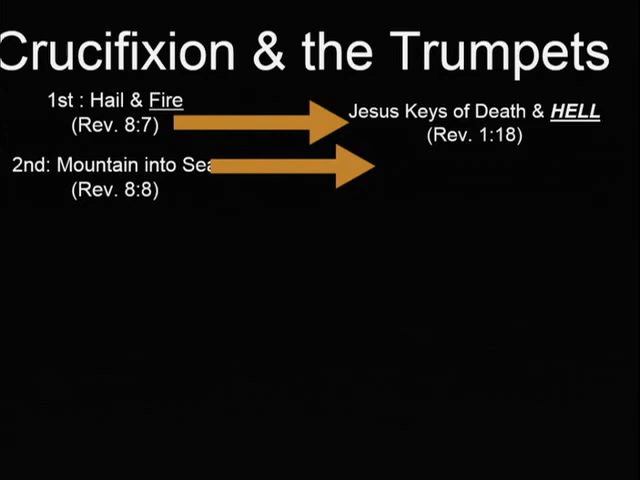 Crucifixion & the Trumpets
1st : Hail & Fire
(Rev. 8:7)
Jesus Keys of Death & HELL
(Rev. 1:18)
2nd: Mountain into Sea
(Rev. 8:8)